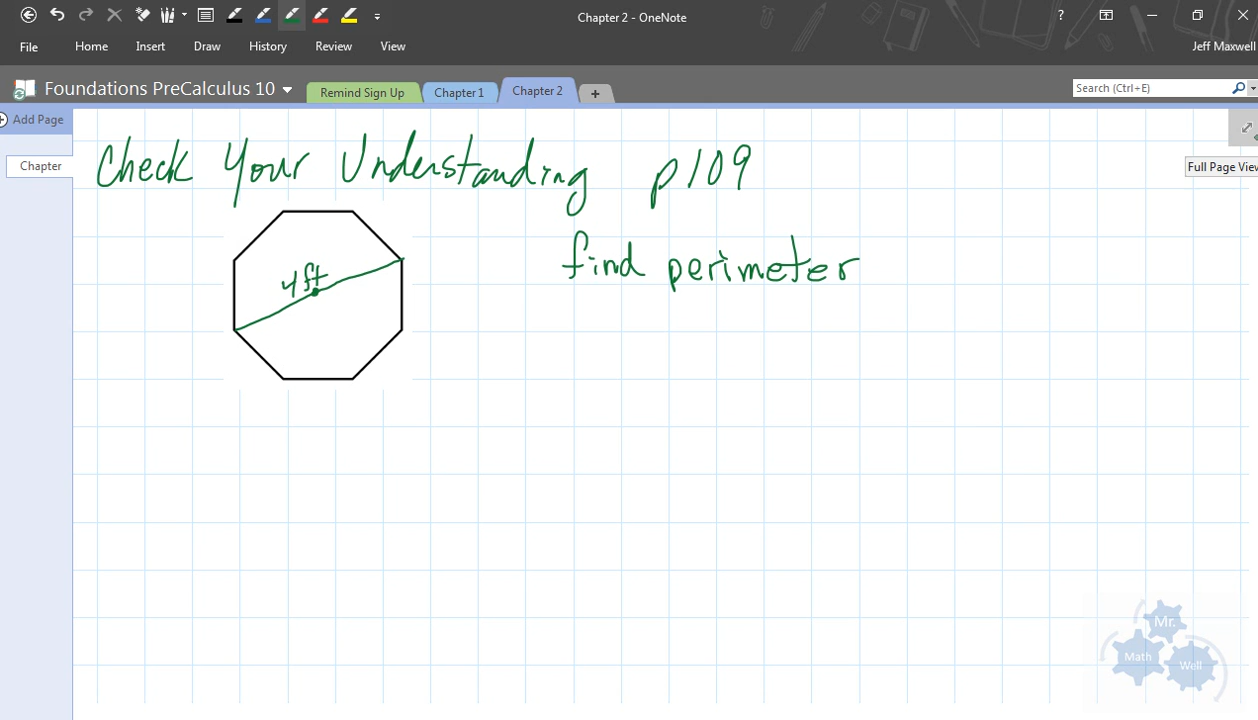 Chapter 2 - OneNote
?
File
Home
Insert
Draw
History
Review
View
Jeff Maxwell
Foundations PreCalculus 10
Remind Sign Up
Chapter 1
Chapter 2
+
Search (Ctrl+E)
Add Page
Chapter
Full Page View
Check Your Understanding p109
find perimeter
4ft
Mr.
Math
Well